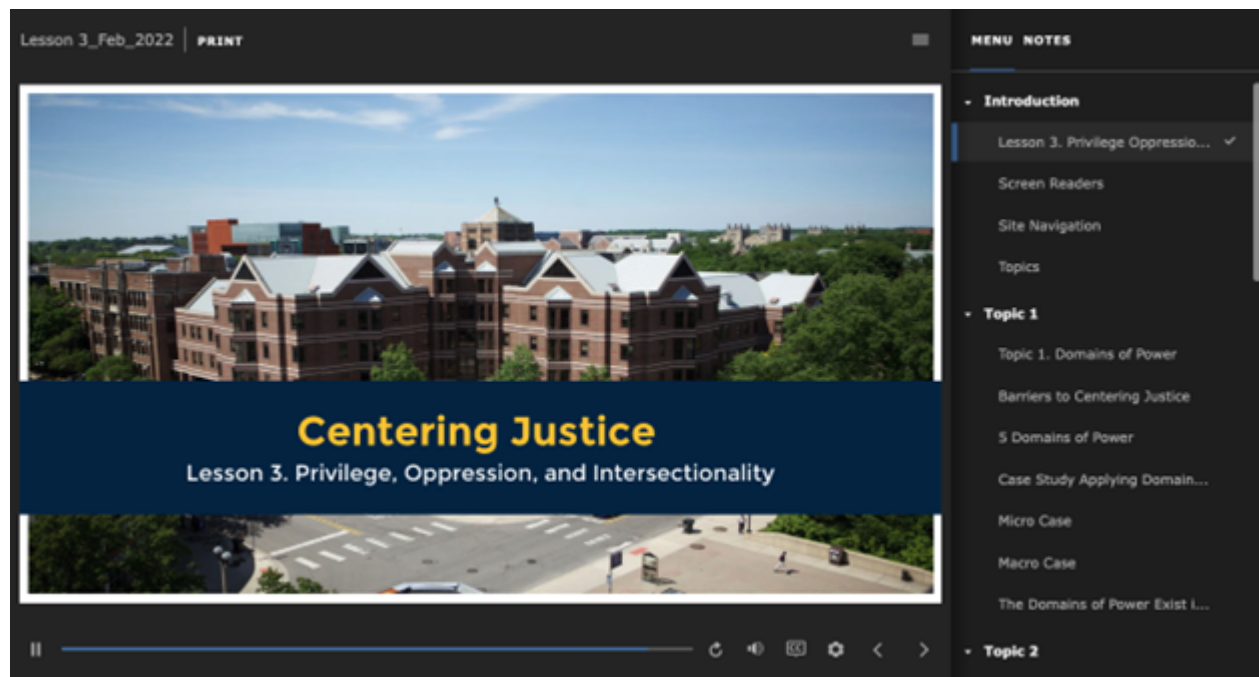 Lesson 3_Feb_2022 | PRINT
MENU NOTES
Introduction
Lesson 3. Privilege Oppressio...
Screen Readers
Site Navigation
Topics
Topic 1
Topic 1. Domains of Power
Barriers to Centering Justice
5 Domains of Power
Case Study Applying Domain...
Micro Case
Macro Case
The Domains of Power Exist i...
Topic 2
Centering Justice
Lesson 3. Privilege, Oppression, and Intersectionality
CC